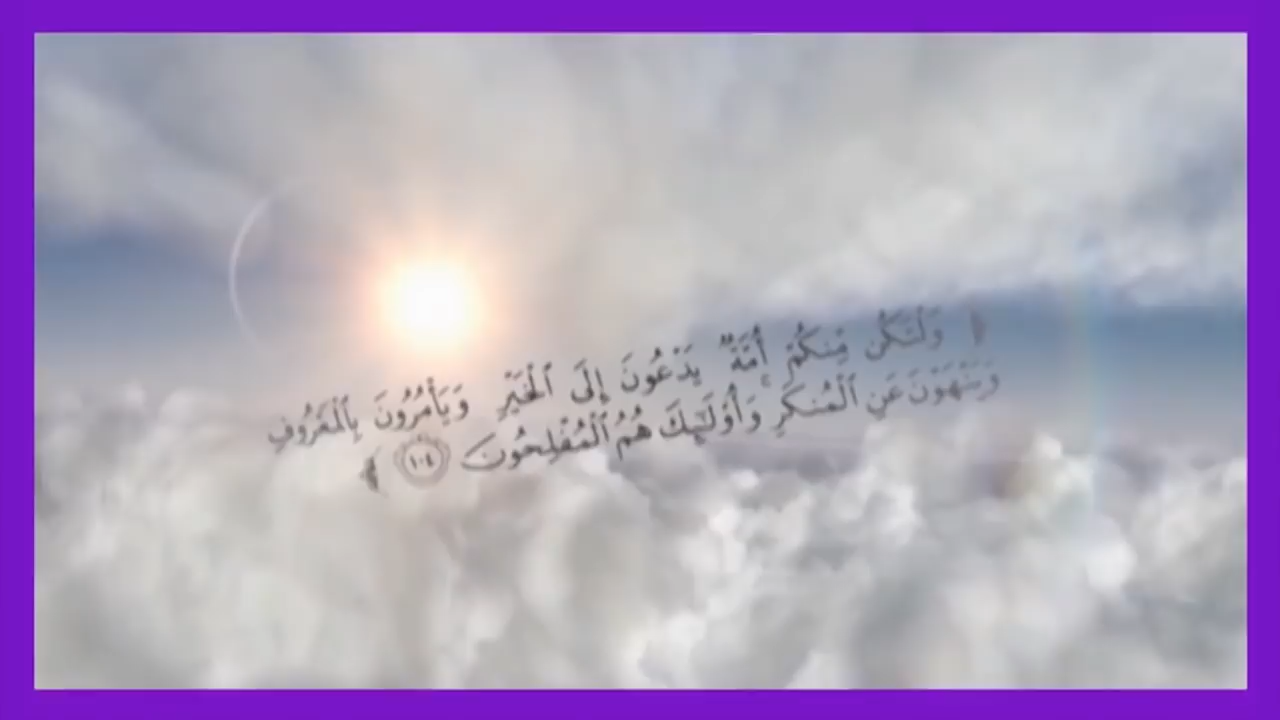 ﴿ وَلْتَكُن مِّنكُمْ أُمَّةٌ يَدْعُونَ إِلَى ٱلْخَيْرِ وَيَأْمُرُونَ بِٱلْمَعْرُوفِ
وَيَنْهَوْنَ عَنِ ٱلْمُنكَرِ ۚ وَأُو۟لَـٰٓئِكَ هُمُ ٱلْمُفْلِحُونَ ١٠٤ ﴾